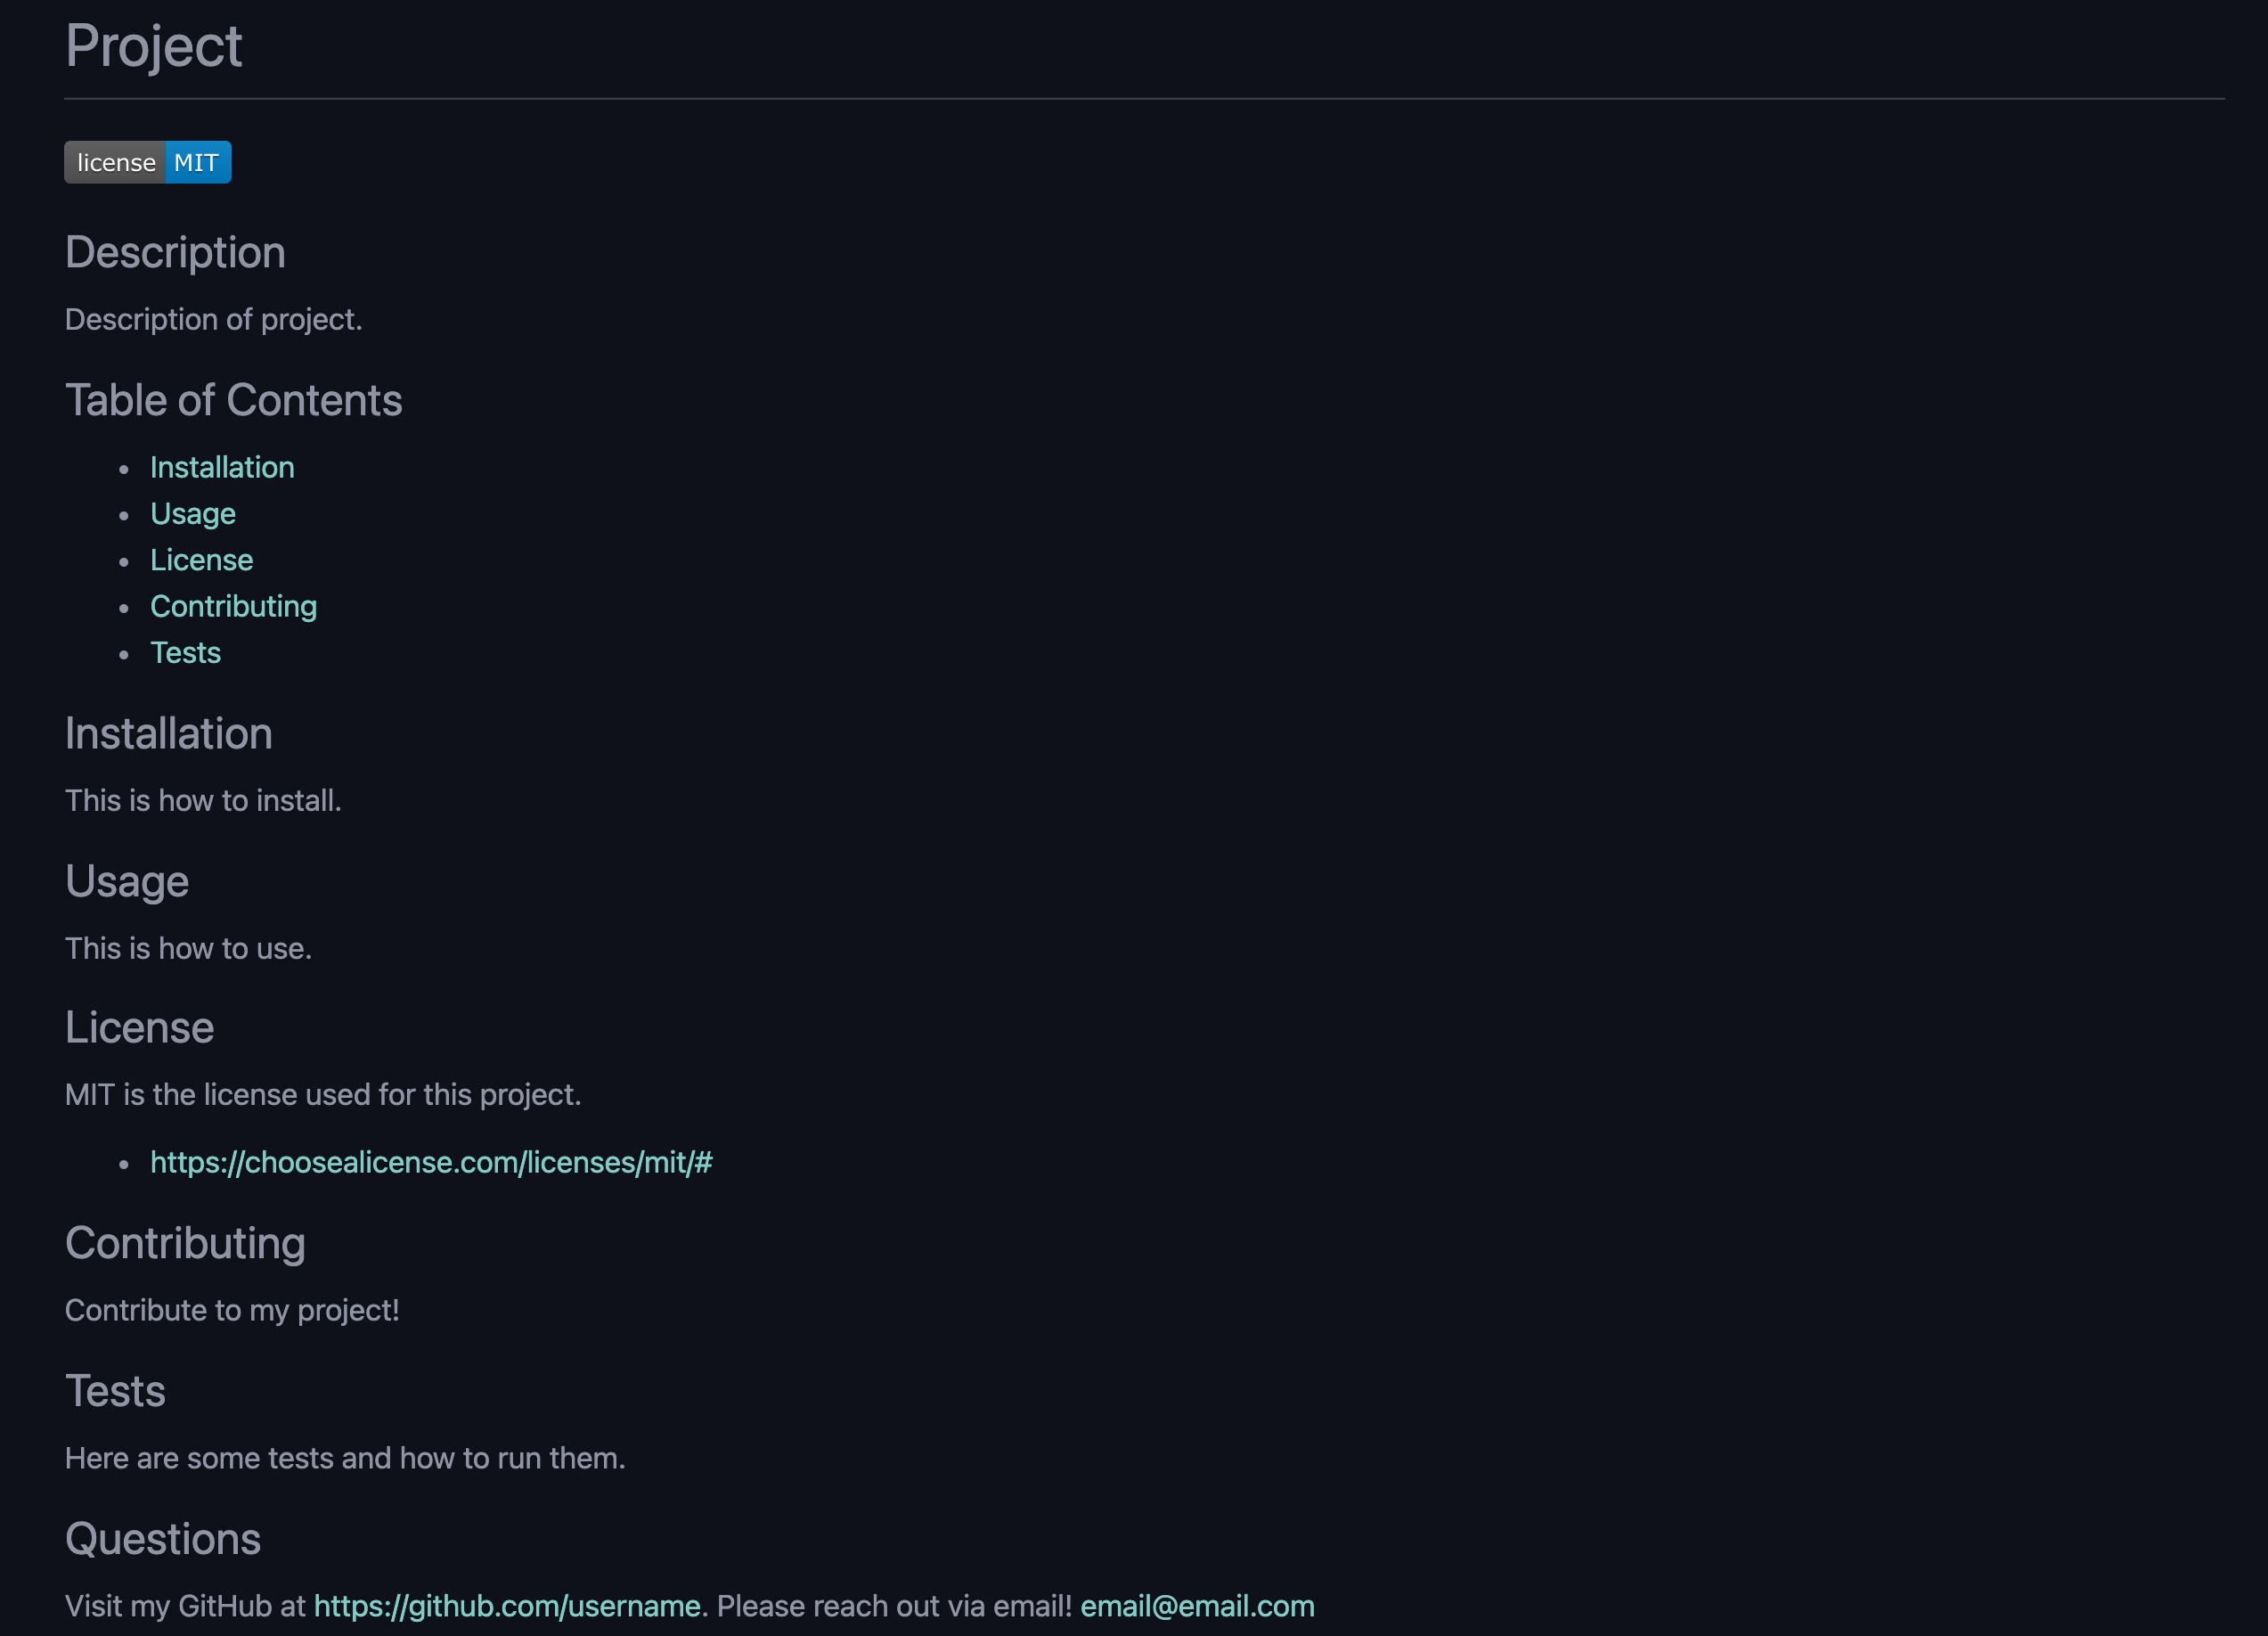 Project
license MIT
Description
Description of project.
Table of Contents
Installation
Usage
License
Contributing
Tests
Installation
This is how to install.
Usage
This is how to use.
License
MIT is the license used for this project.
https://choosealicense.com/licenses/mit/#
Contributing
Contribute to my project!
Tests
Here are some tests and how to run them.
Questions
Visit my GitHub at https://github.com/username. Please reach out via email! email@email.com